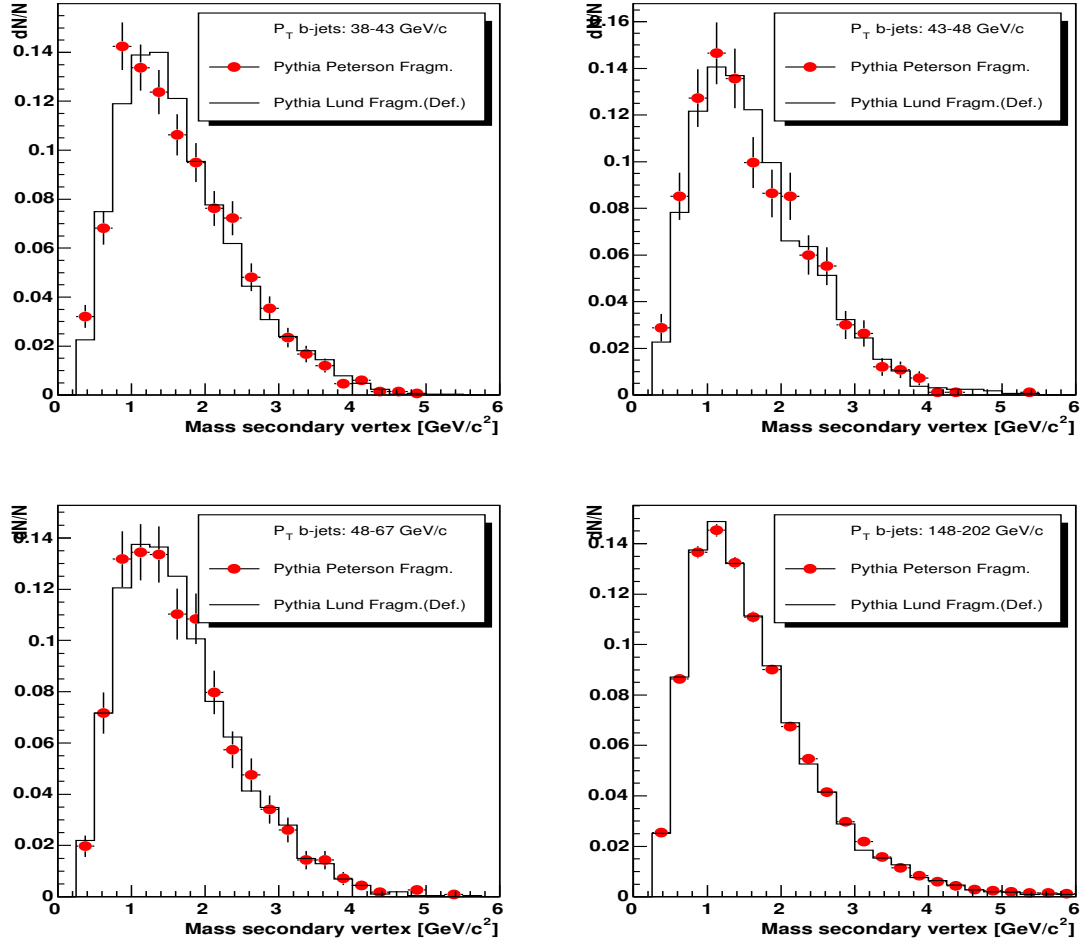 dN/N
P_T b-jets: 38-43 GeV/c
Pythia Peterson Fragm.
Pythia Lund Fragm.(Def.)
0.14
0.12
0.1
0.08
0.06
0.04
0.02
0
0 1 2 3 4 5 6
Mass secondary vertex [GeV/c²]
dN/N
P_T b-jets: 43-48 GeV/c
Pythia Peterson Fragm.
Pythia Lund Fragm.(Def.)
0.16
0.14
0.12
0.1
0.08
0.06
0.04
0.02
0
0 1 2 3 4 5 6
Mass secondary vertex [GeV/c²]
dN/N
P_T b-jets: 48-67 GeV/c
Pythia Peterson Fragm.
Pythia Lund Fragm.(Def.)
0.14
0.12
0.1
0.08
0.06
0.04
0.02
0
0 1 2 3 4 5 6
Mass secondary vertex [GeV/c²]
dN/N
P_T b-jets: 148-202 GeV/c
Pythia Peterson Fragm.
Pythia Lund Fragm.(Def.)
0.14
0.12
0.1
0.08
0.06
0.04
0.02
0
0 1 2 3 4 5 6
Mass secondary vertex [GeV/c²]